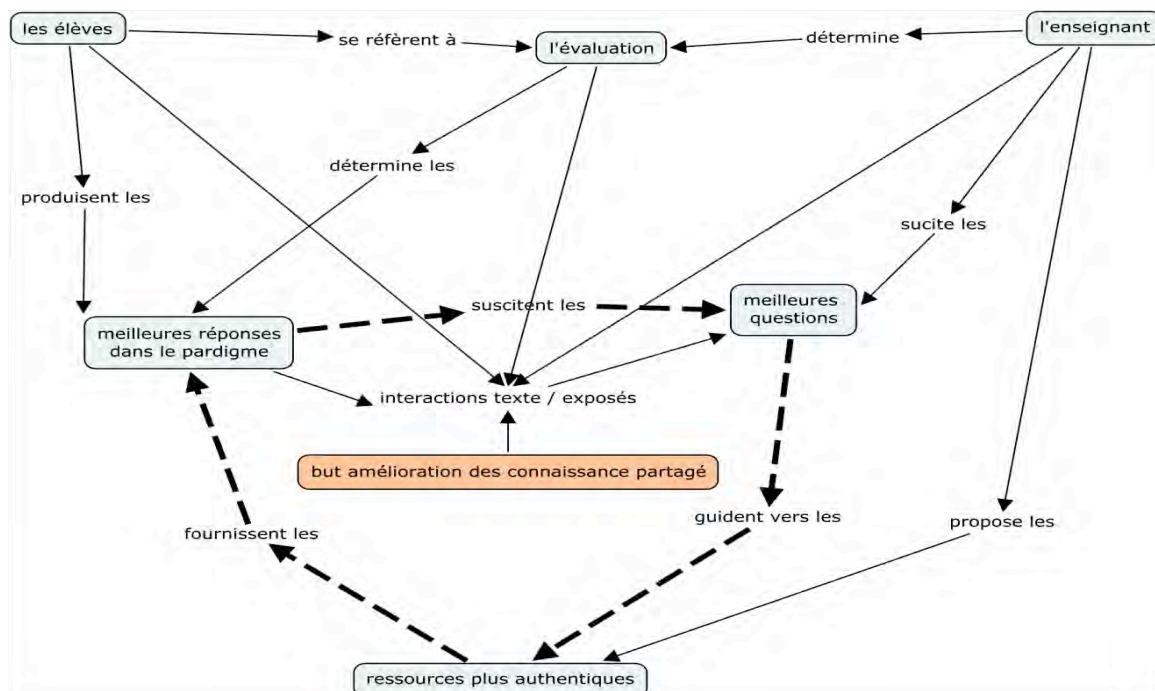 les élèves
se réfèrent à
l'évaluation
détermine
l'enseignant
détermine les
produisent les
sucite les
suscitent les
meilleures
questions
meilleures réponses
dans le pardigme
interactions texte / exposés
but amélioration des connaissance partagé
guident vers les
propose les
fournissent les
ressources plus authentiques